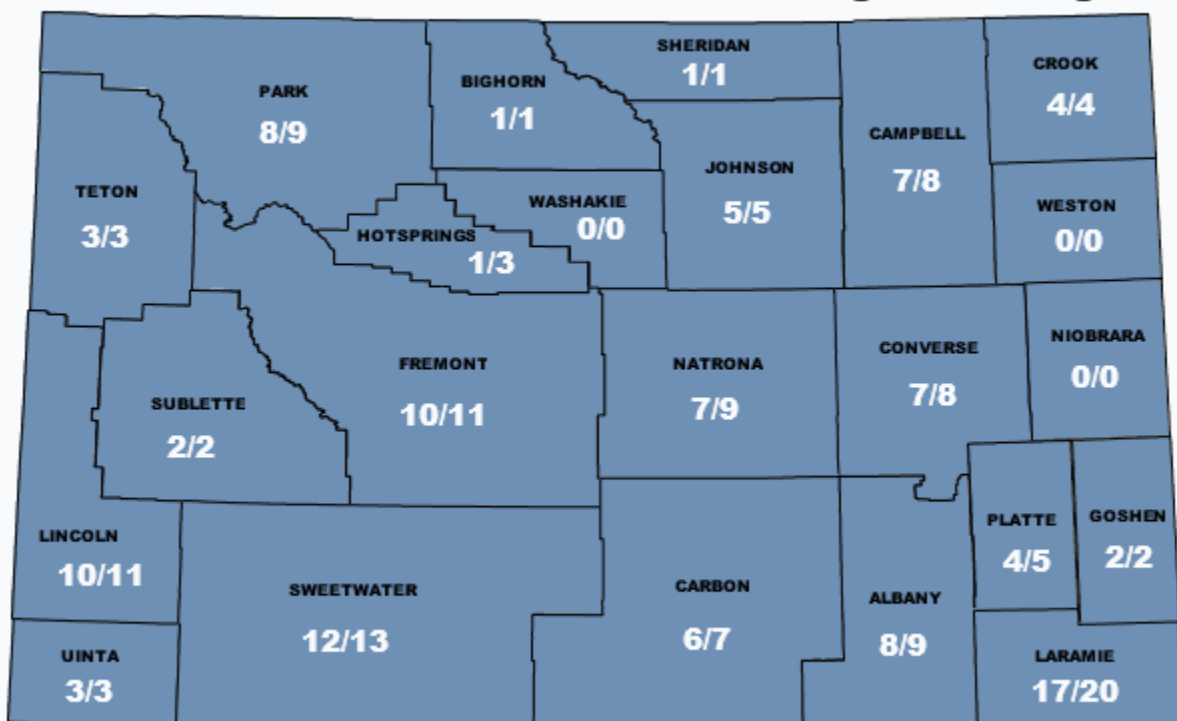 SHERIDAN
1/1
CROOK
4/4
PARK
8/9
BIGHORN
1/1
CAMPBELL
7/8
JOHNSON
5/5
TETON
3/3
WASHAKIE
0/0
WESTON
0/0
HOTSPRINGS
1/3
NIOBRARA
0/0
CONVERSE
7/8
FREMONT
10/11
NATRONA
7/9
SUBLETTE
2/2
PLATTE
4/5
GOSHEN
2/2
LINCOLN
10/11
SWEETWATER
12/13
CARBON
6/7
ALBANY
8/9
UINTA
3/3
LARAMIE
17/20